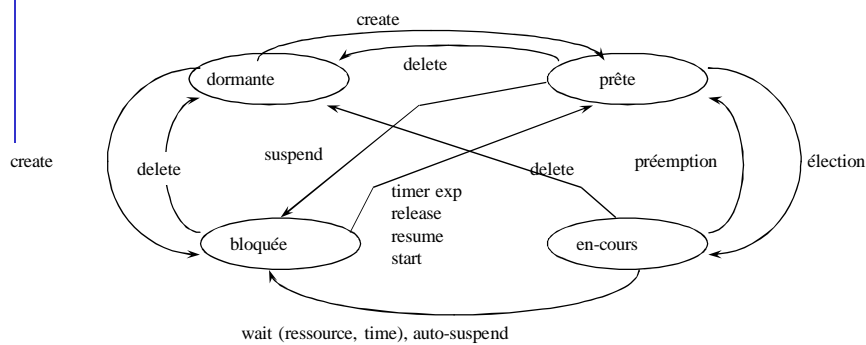 create
dormante
delete
prête
create
delete
suspend
delete
préemption
élection
timer exp
release
resume
start
bloquée
en-cours
wait (ressource, time), auto-suspend